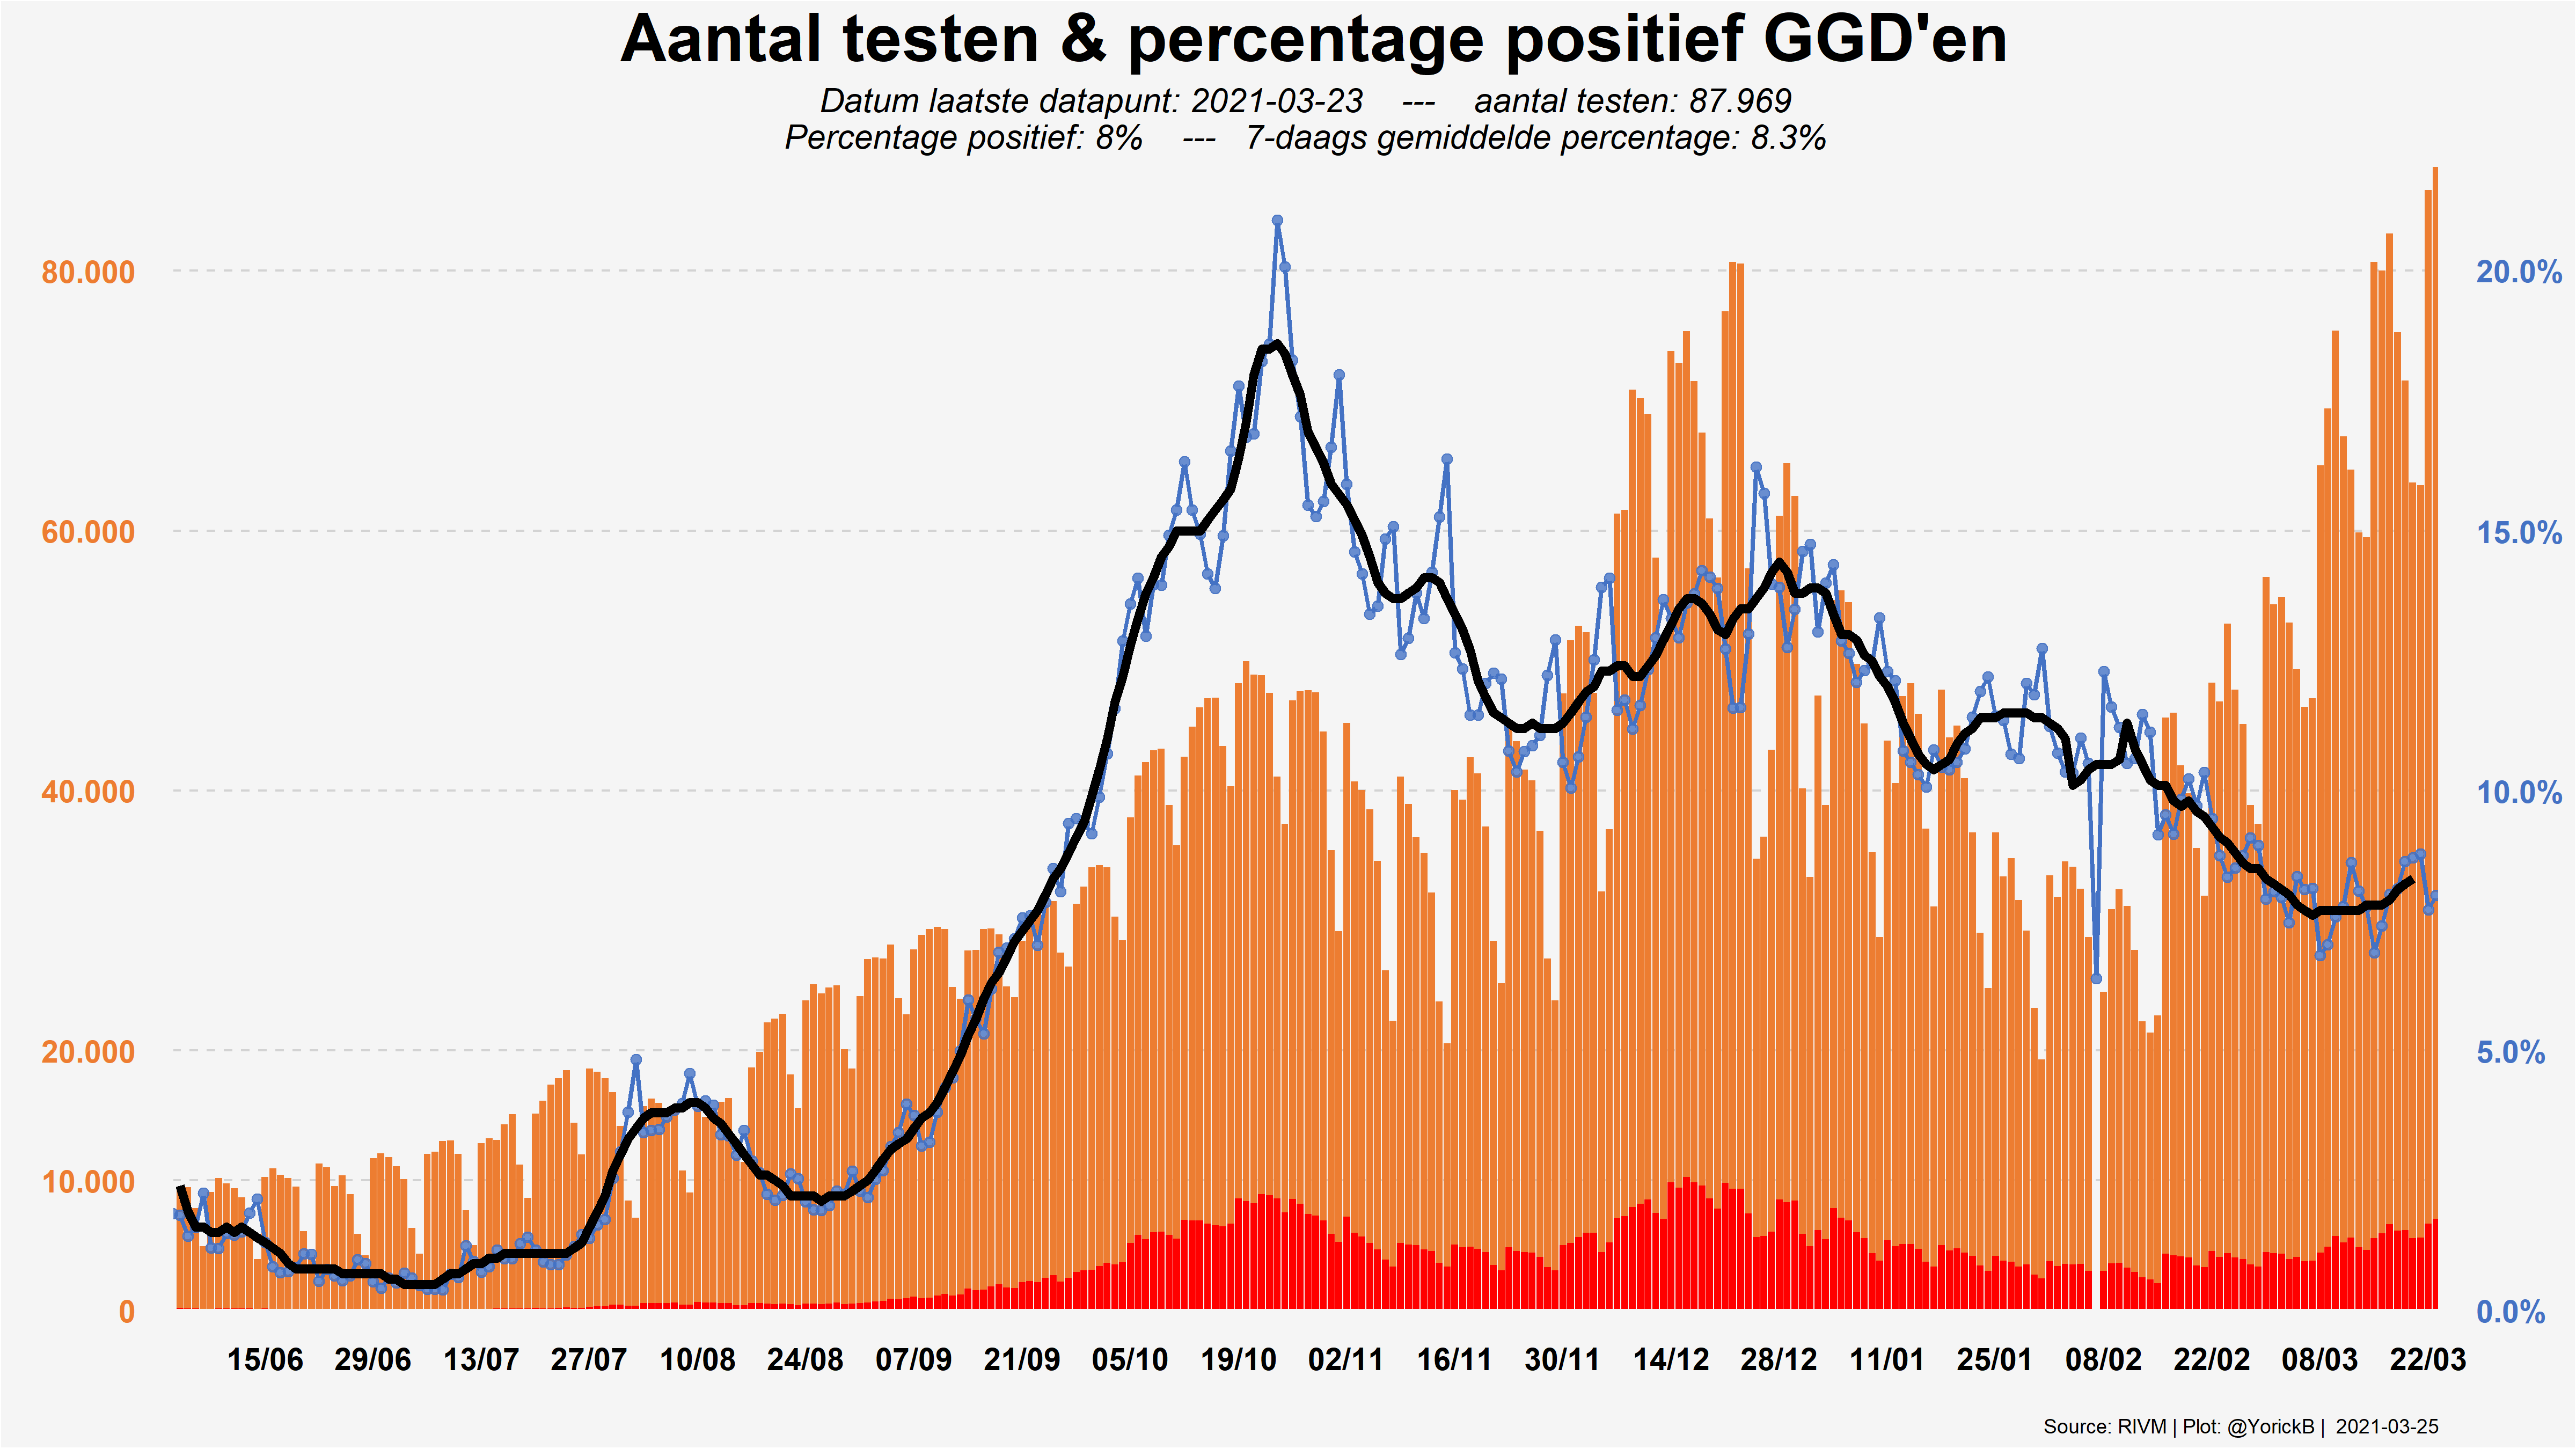 Aantal testen & percentage positief GGD'en
Datum laatste datapunt: 2021-03-23 --- aantal testen: 87.969
Percentage positief: 8% --- 7-daags gemiddelde percentage: 8.3%
80.000 20.0%
60.000 15.0%
40.000 10.0%
20.000 5.0%
10.000
0 0.0%
15/06 29/06 13/07 27/07 10/08 24/08 07/09 21/09 05/10 19/10 02/11 16/11 30/11 14/12 28/12 11/01 25/01 08/02 22/02 08/03 22/03
Source: RIVM | Plot: @YorickB | 2021-03-25